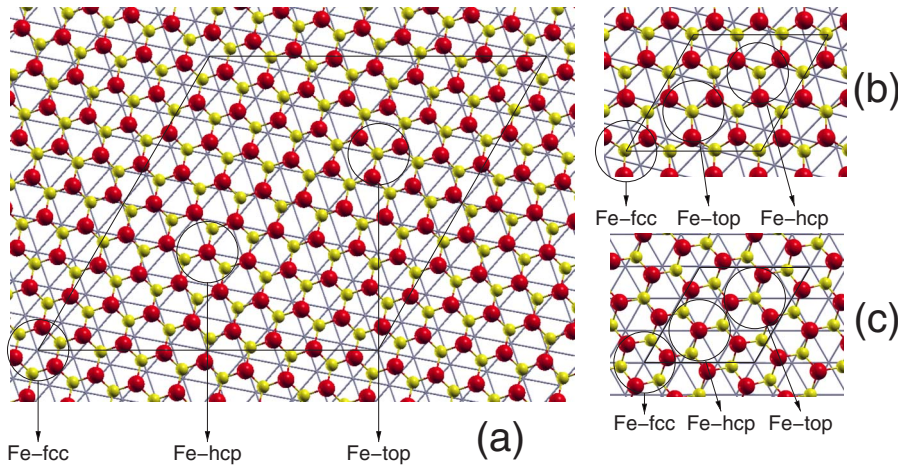 (b)
Fe–fcc Fe–top Fe–hcp
(c)
Fe–fcc Fe–hcp Fe–top
Fe–fcc Fe–hcp Fe–top
(a)